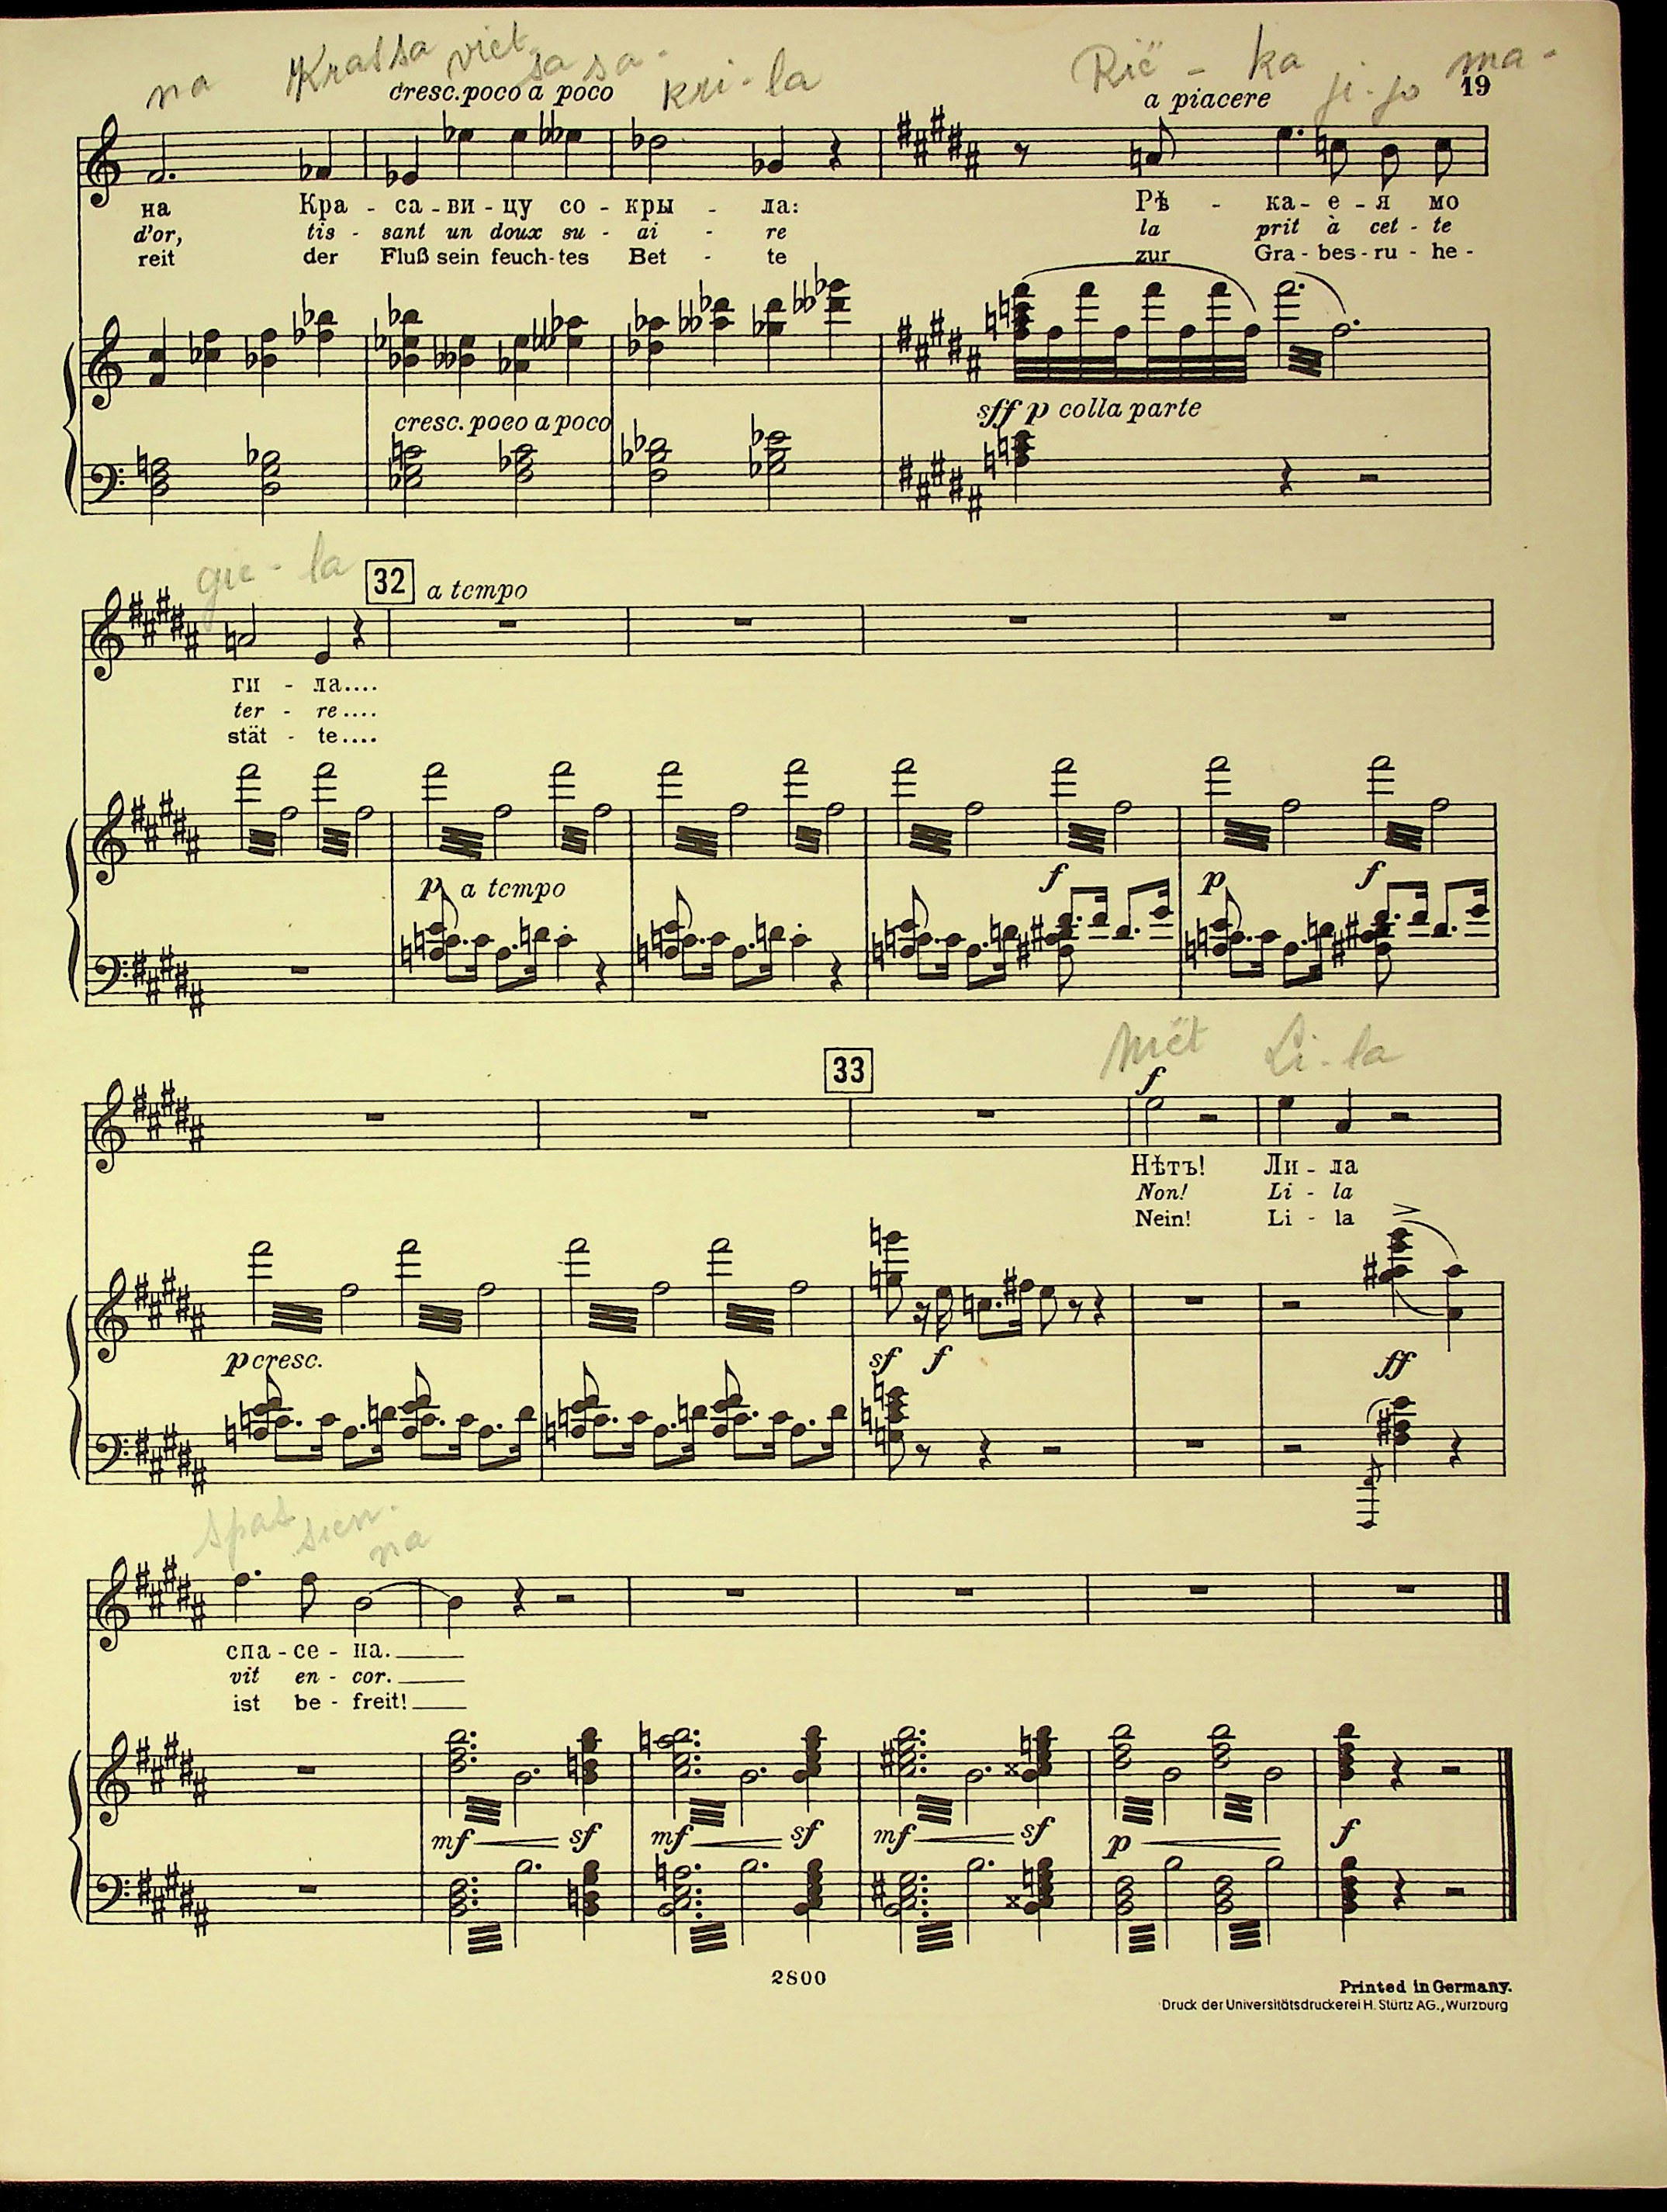 na Kralsa viet sa sa - kri - la Rič - ka ji - jo ma -
cresc. poco a poco a piacere 19
на Кра - са - ви - цу со - кры - ла: Рѣ - ка - е - я мо
d'or, tis - sant un doux su - ai - re la prit à cet - te
reit der Fluß sein feuch - tes Bet - te zur Gra - bes - ru - he -
cresc. poco a poco sff p colla parte
gie - la
32 a tempo
ги - ла....
ter - re....
stät - te....
p a tempo f p f
33
Niět Li - la
f
Нѣтъ! Ли - ла
Non! Li - la
Nein! Li - la
p cresc. sf f ff
spas sien - na
спа - се - на.
vit en - cor.
ist be - freit!
mf sf mf sf mf sf p f
2800
Printed in Germany.
Druck der Universitätsdruckerei H. Stürtz AG., Würzburg